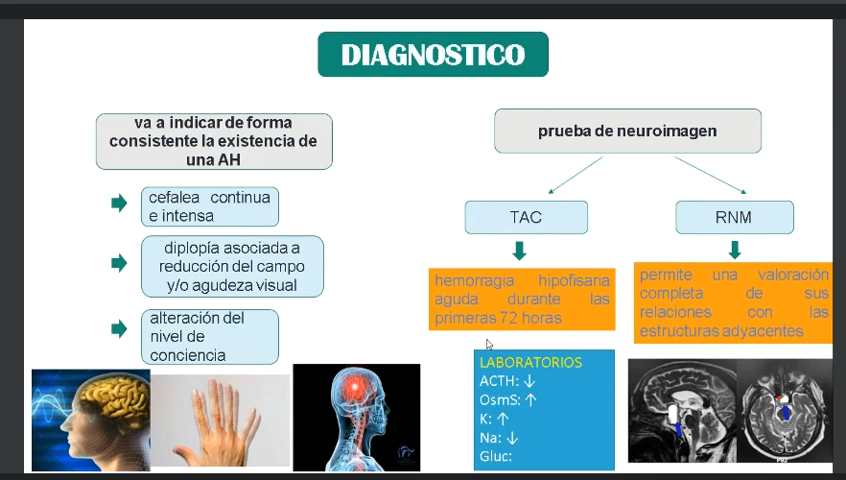 DIAGNOSTICO
va a indicar de forma
consistente la existencia de
una AH
cefalea continua
e intensa
diplopía asociada a
reducción del campo
y/o agudeza visual
alteración del
nivel de
conciencia
prueba de neuroimagen
TAC
RNM
hemorragia hipofisaria
aguda durante las
primeras 72 horas
permite una valoración
completa de sus
relaciones con las
estructuras adyacentes
LABORATORIOS
ACTH: ↓
OsmS: ↑
K: ↑
Na: ↓
Gluc: